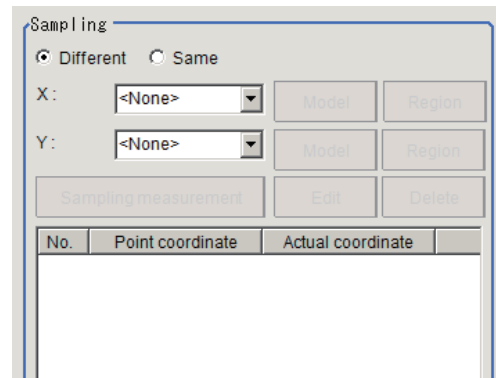 Sampling
Different Same
X: <None> Model Region
Y: <None> Model Region
Sampling measurement Edit Delete
No. Point coordinate Actual coordinate